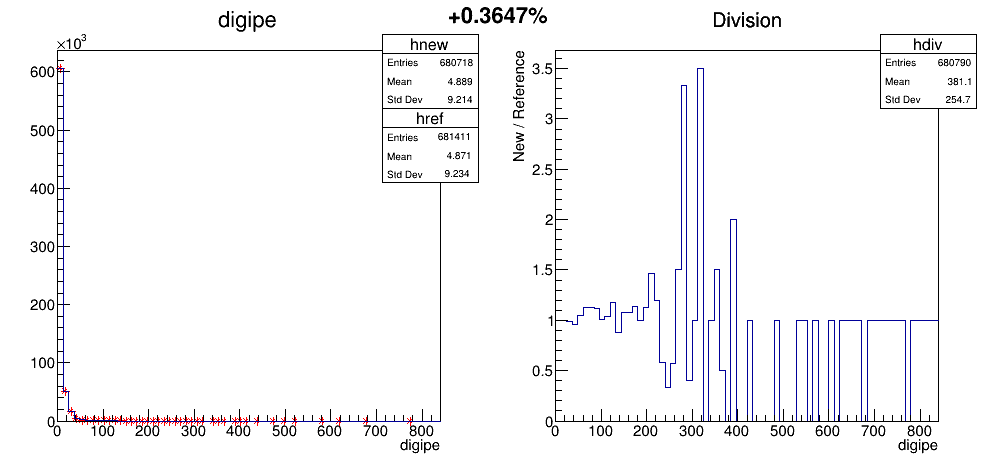 digipe
+0.3647%
Division
×10³
hnew
Entries 680718
Mean 4.889
Std Dev 9.214
href
Entries 681411
Mean 4.871
Std Dev 9.234
600
500
400
300
200
100
0
0 100 200 300 400 500 600 700 800
digipe
hdiv
Entries 680790
Mean 381.1
Std Dev 254.7
New / Reference
3.5
3
2.5
2
1.5
1
0.5
0
0 100 200 300 400 500 600 700 800
digipe